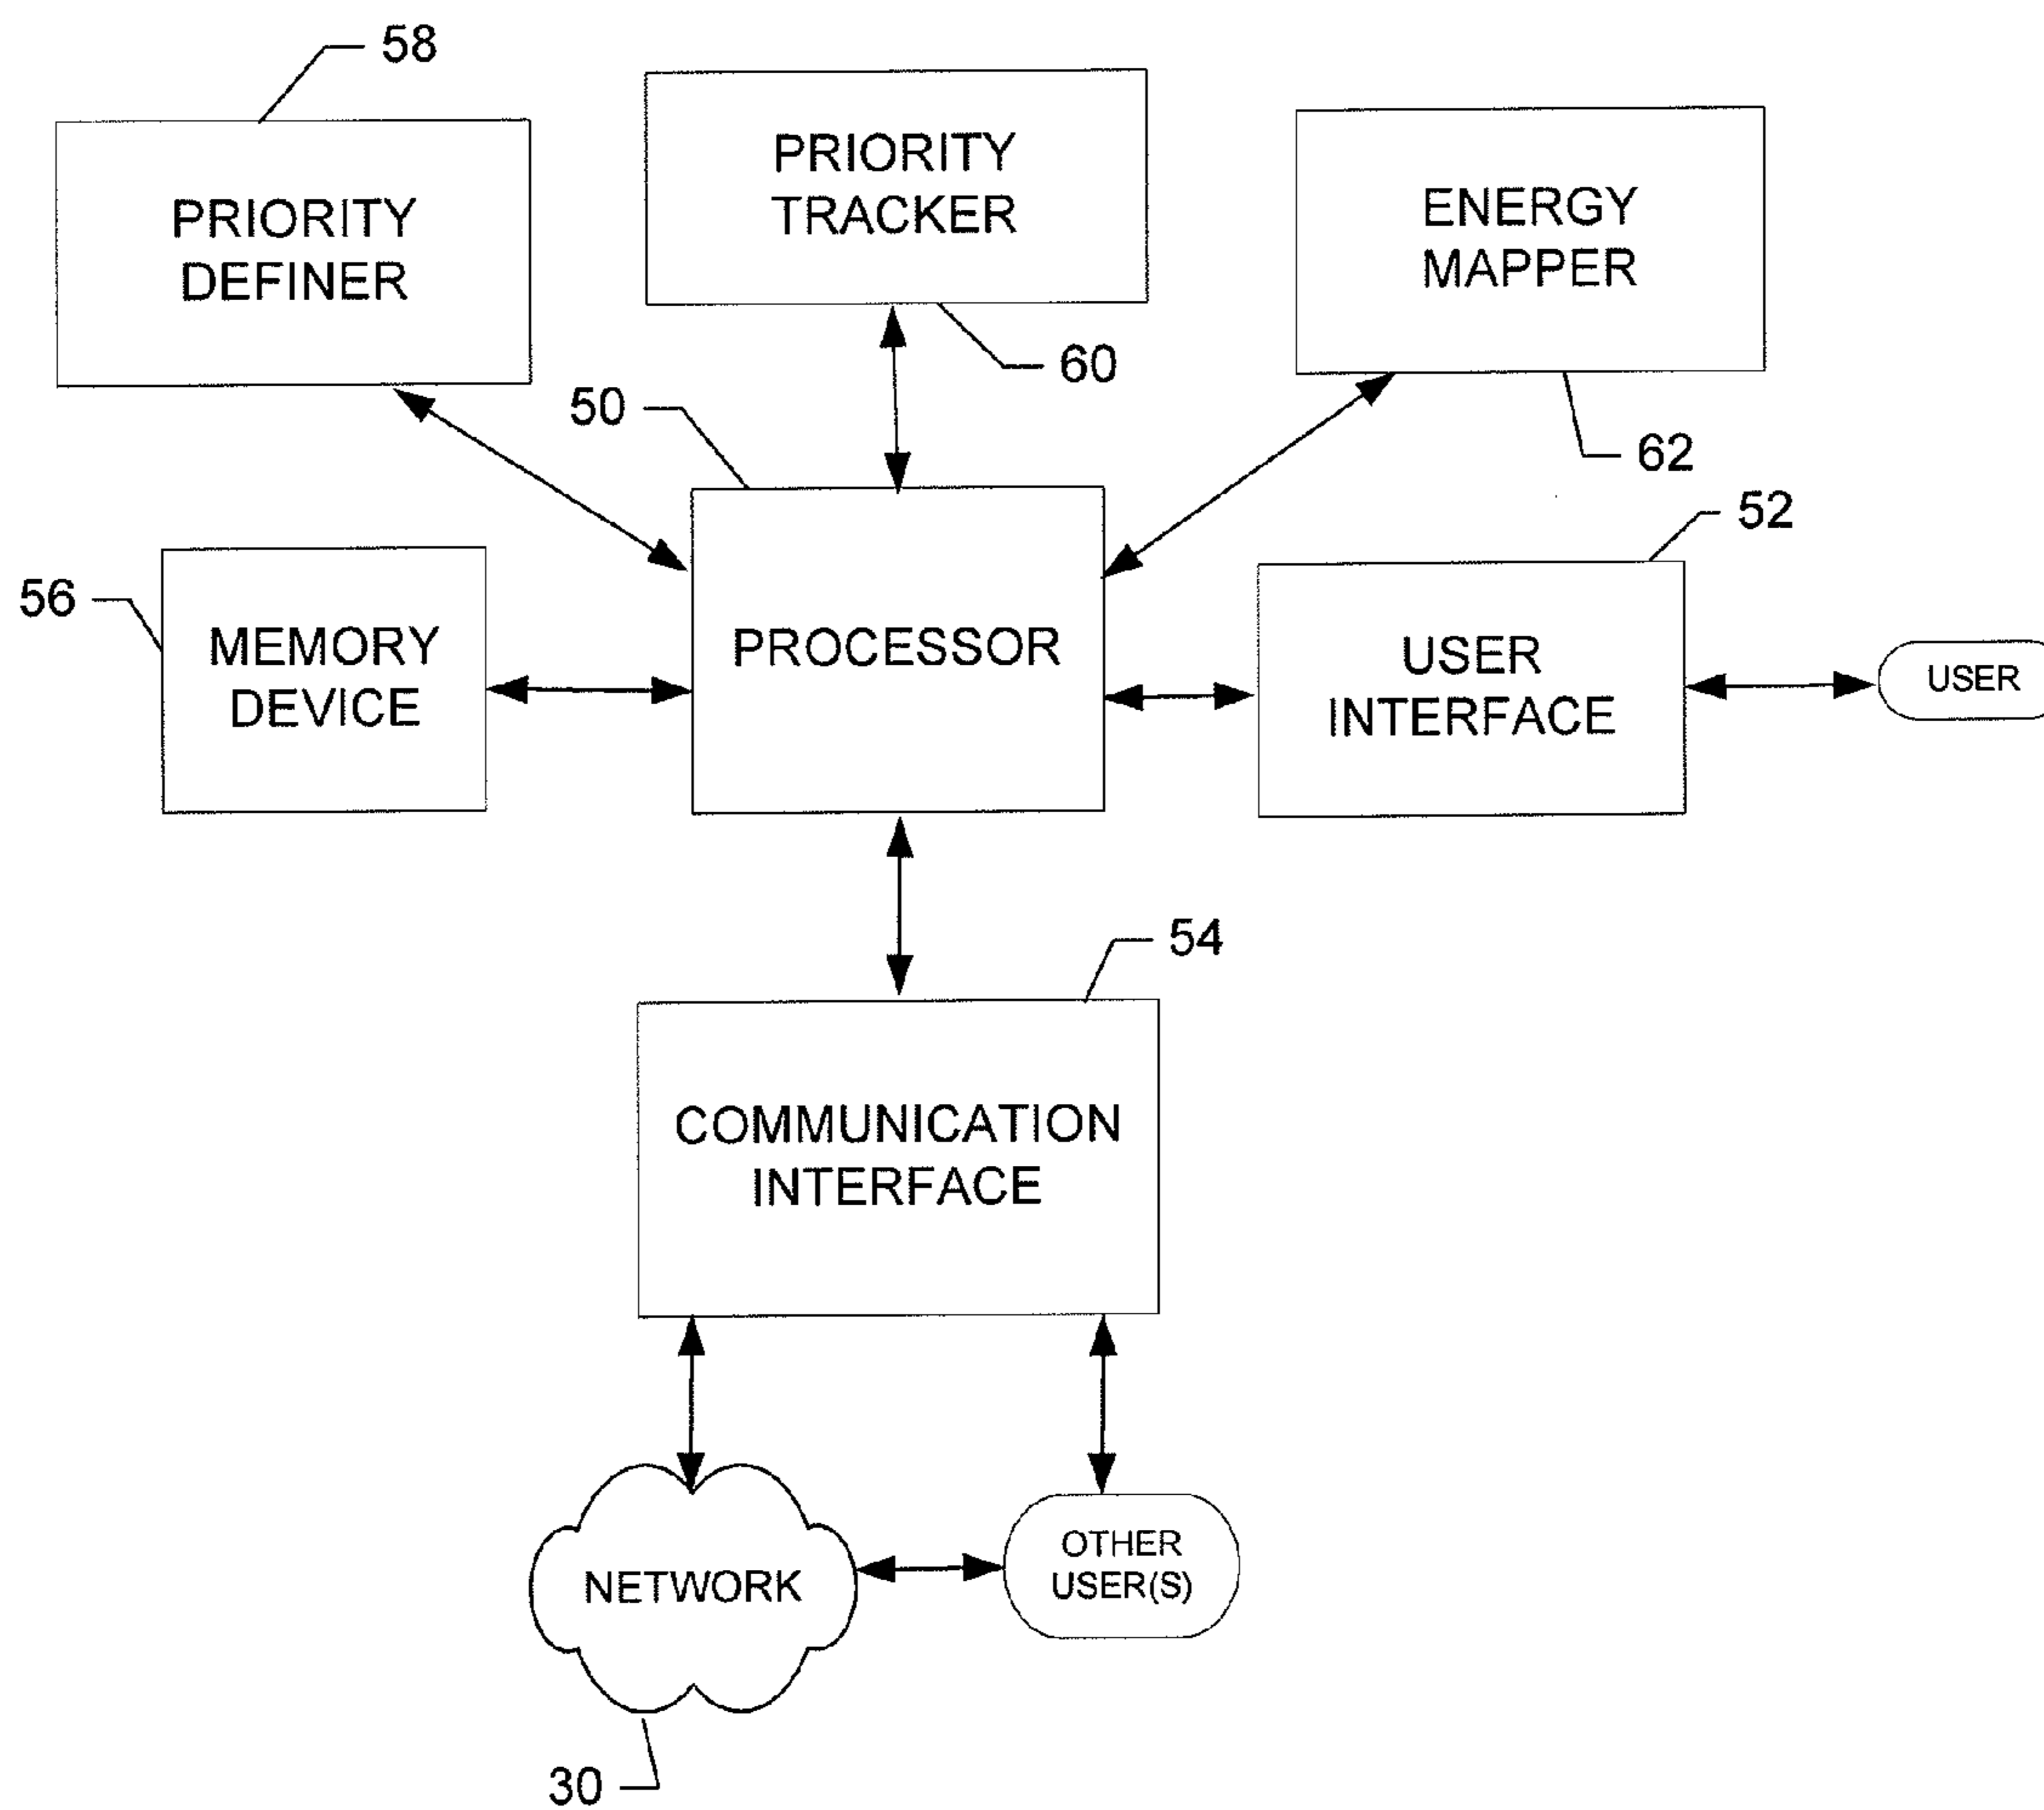 58
PRIORITY
DEFINER
PRIORITY
TRACKER
60
ENERGY
MAPPER
62
50
PROCESSOR
56
MEMORY
DEVICE
52
USER
INTERFACE
USER
54
COMMUNICATION
INTERFACE
NETWORK
30
OTHER
USER(S)